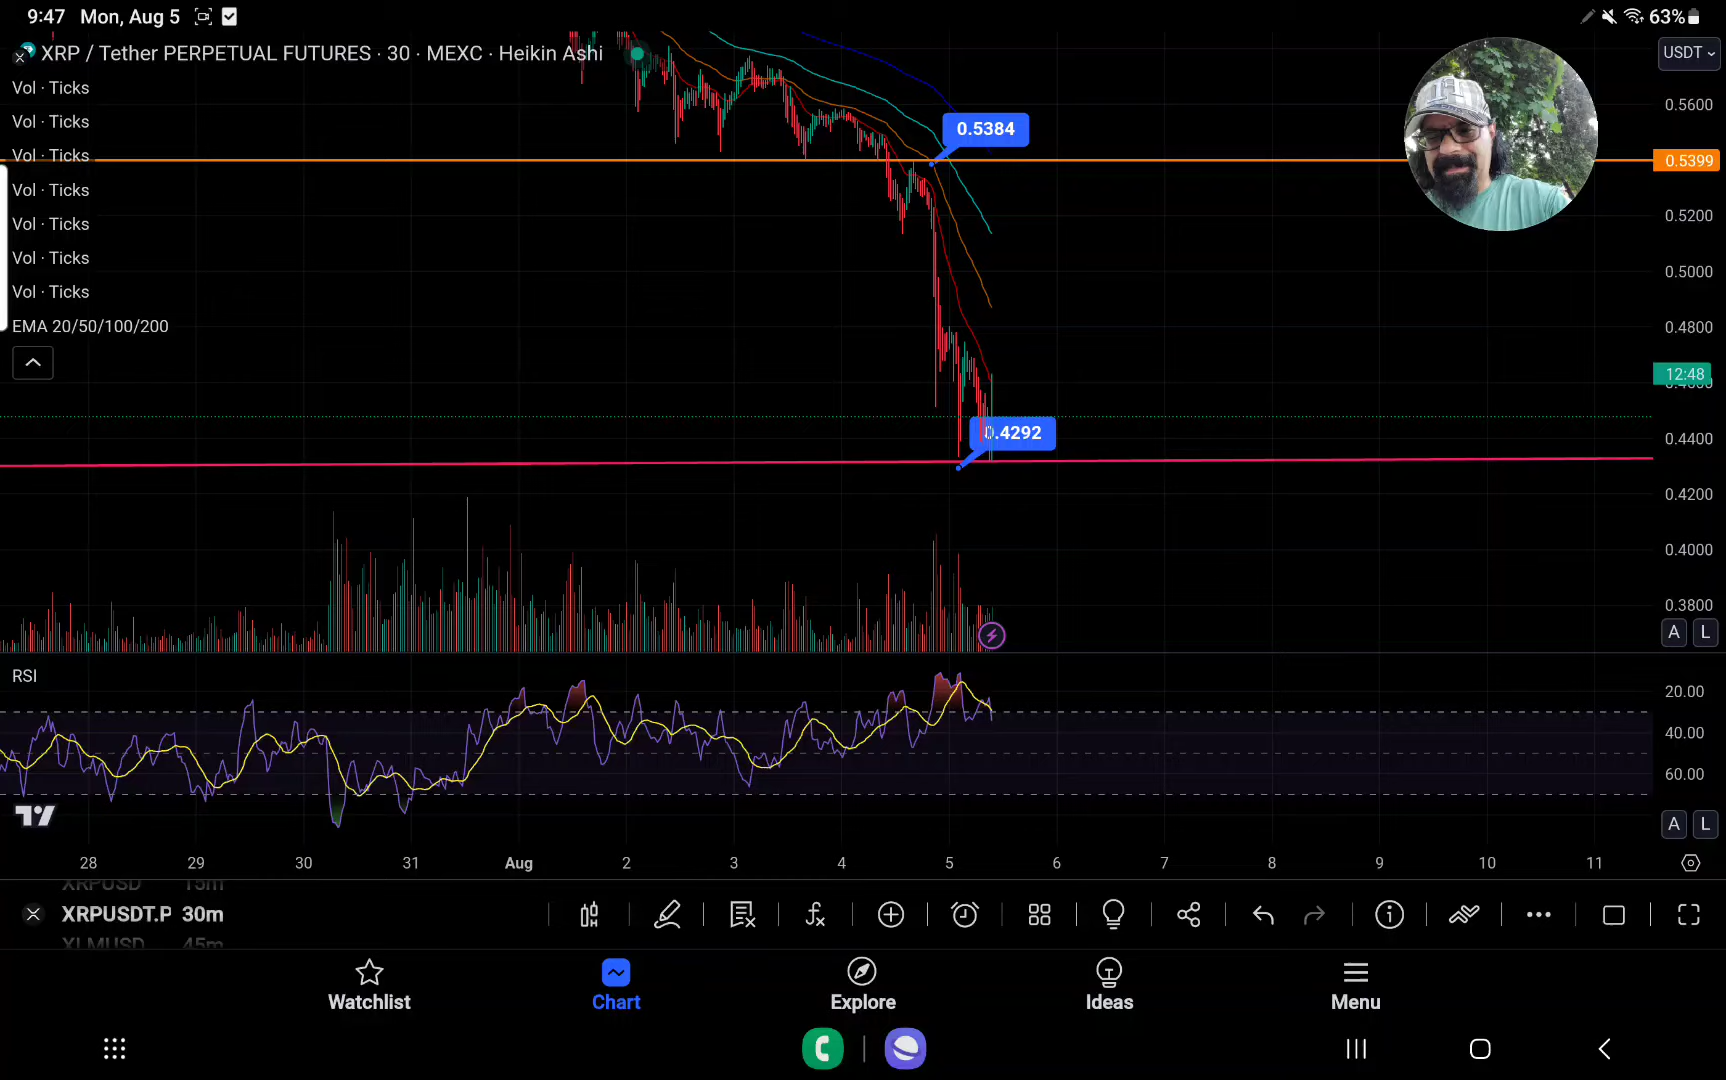 9:47 Mon, Aug 5 63%
XRP / Tether PERPETUAL FUTURES · 30 · MEXC · Heikin Ashi
USDT
Vol · Ticks
Vol · Ticks
Vol · Ticks
Vol · Ticks
Vol · Ticks
Vol · Ticks
Vol · Ticks
EMA 20/50/100/200
0.5384
0.4292
0.5600
0.5399
0.5200
0.5000
0.4800
12:48
0.4400
0.4200
0.4000
0.3800
A L
RSI
20.00
40.00
60.00
A L
28 29 30 31 Aug 2 3 4 5 6 7 8 9 10 11
XRPUSD 15m
XRPUSDT.P 30m
XLMUSD 45m
Watchlist Chart Explore Ideas Menu